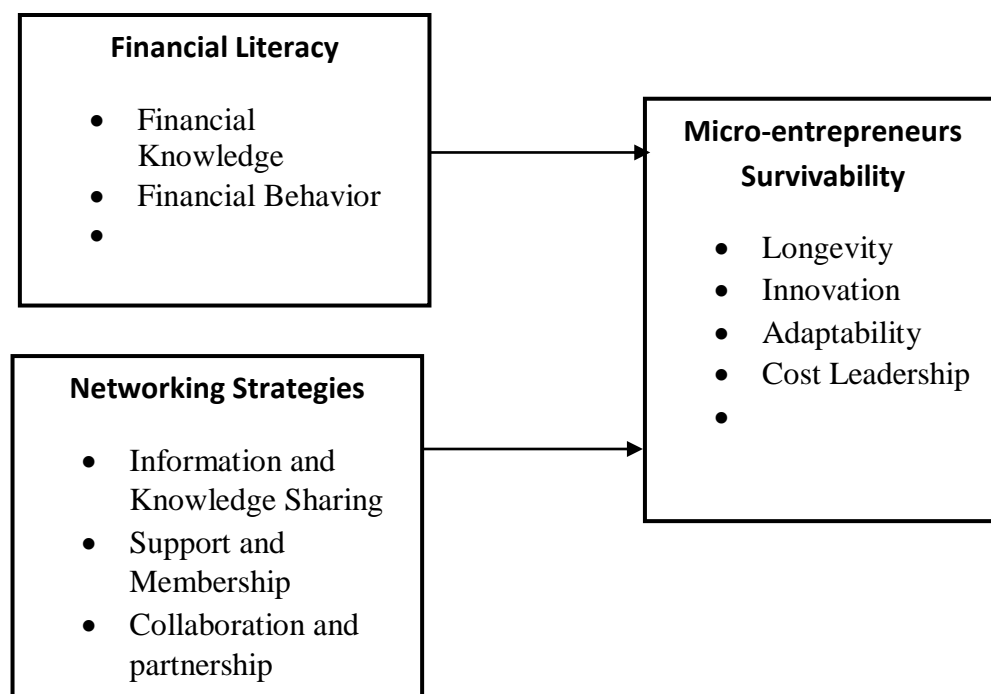 Financial Literacy
• Financial
Knowledge
• Financial Behavior
•
Micro-entrepreneurs
Survivability
• Longevity
• Innovation
• Adaptability
• Cost Leadership
•
Networking Strategies
• Information and
Knowledge Sharing
• Support and
Membership
• Collaboration and
partnership